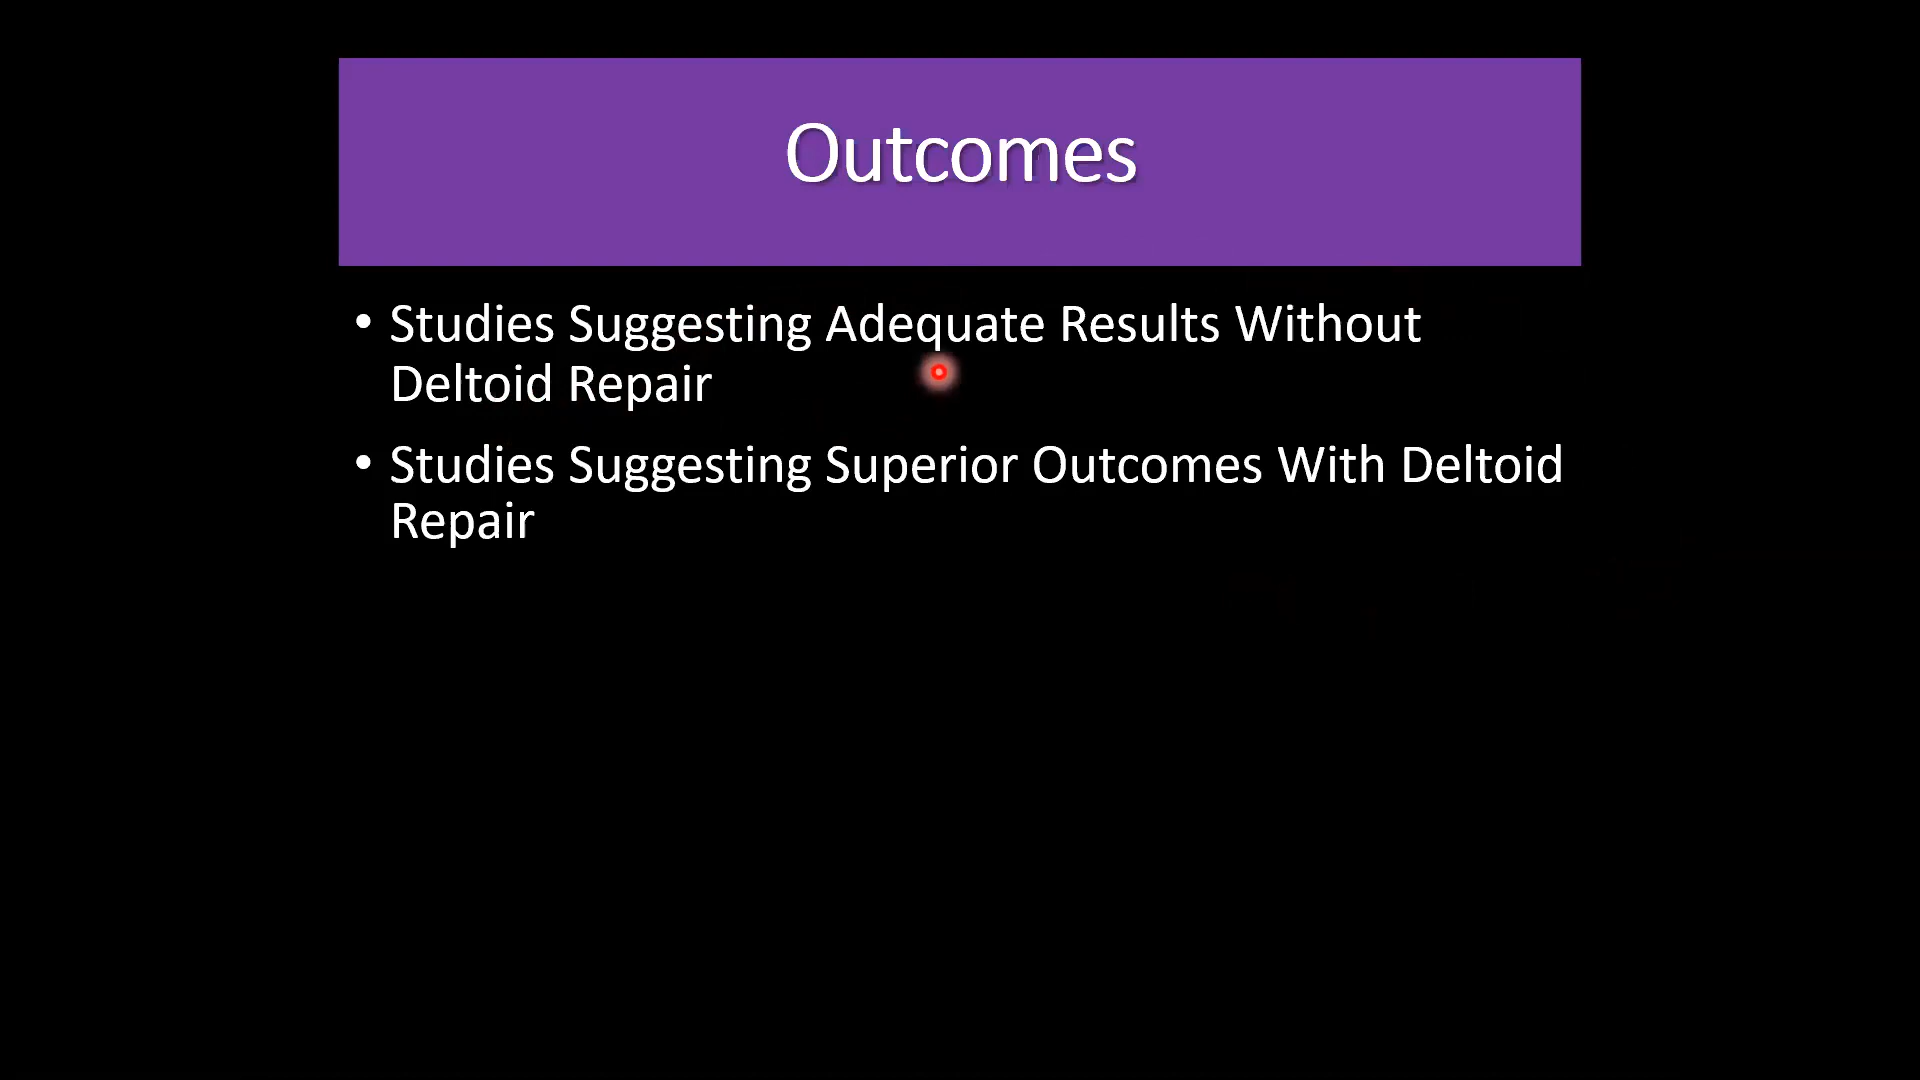 Outcomes
• Studies Suggesting Adequate Results Without
Deltoid Repair
• Studies Suggesting Superior Outcomes With Deltoid
Repair